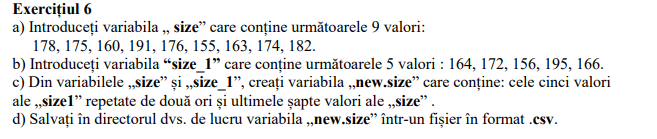 Exercițiul 6
a) Introduceți variabila „ size” care conține următoarele 9 valori:
178, 175, 160, 191, 176, 155, 163, 174, 182.
b) Introduceți variabila “size_1” care conține următoarele 5 valori : 164, 172, 156, 195, 166.
c) Din variabilele „size” și „size_1”, creați variabila „new.size” care conține: cele cinci valori
ale „size1” repetate de două ori și ultimele șapte valori ale „size” .
d) Salvați în directorul dvs. de lucru variabila „new.size” într-un fișier în format .csv.